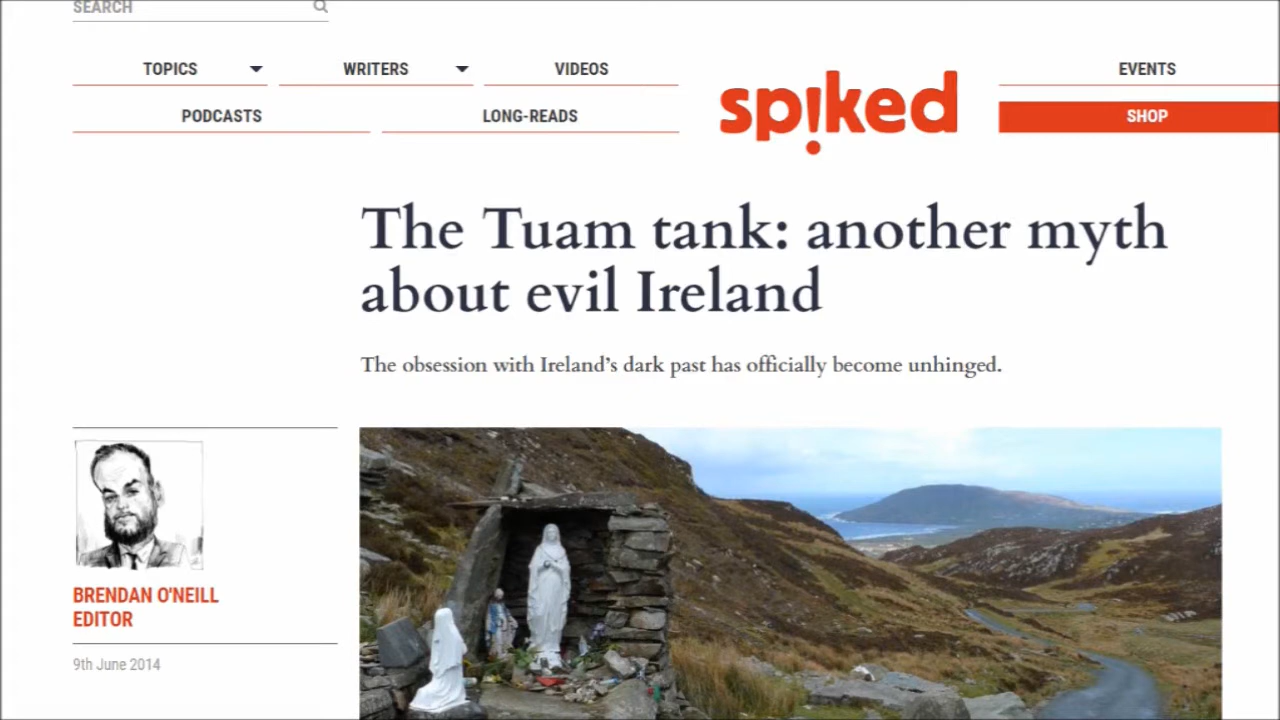 SEARCH
TOPICS
WRITERS
VIDEOS
EVENTS
PODCASTS
LONG-READS
SHOP
spiked
The Tuam tank: another myth
about evil Ireland
The obsession with Ireland's dark past has officially become unhinged.
BRENDAN O'NEILL
EDITOR
9th June 2014